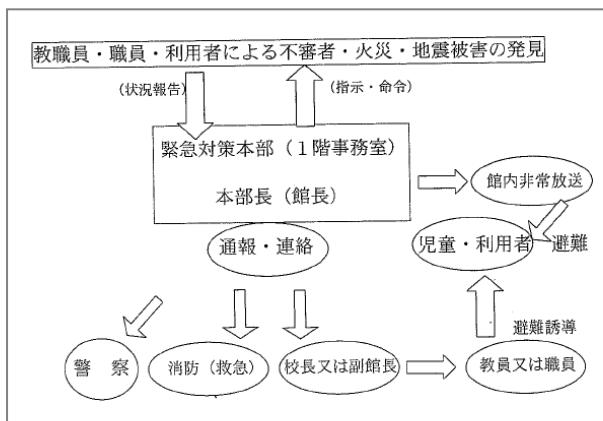 教職員・職員・利用者による不審者・火災・地震被害の発見
(状況報告)
(指示・命令)
緊急対策本部(1階事務室)
本部長(館長)
館内非常放送
通報・連絡
児童・利用者
避難
避難誘導
警 察
消防(救急)
校長又は副館長
教員又は職員